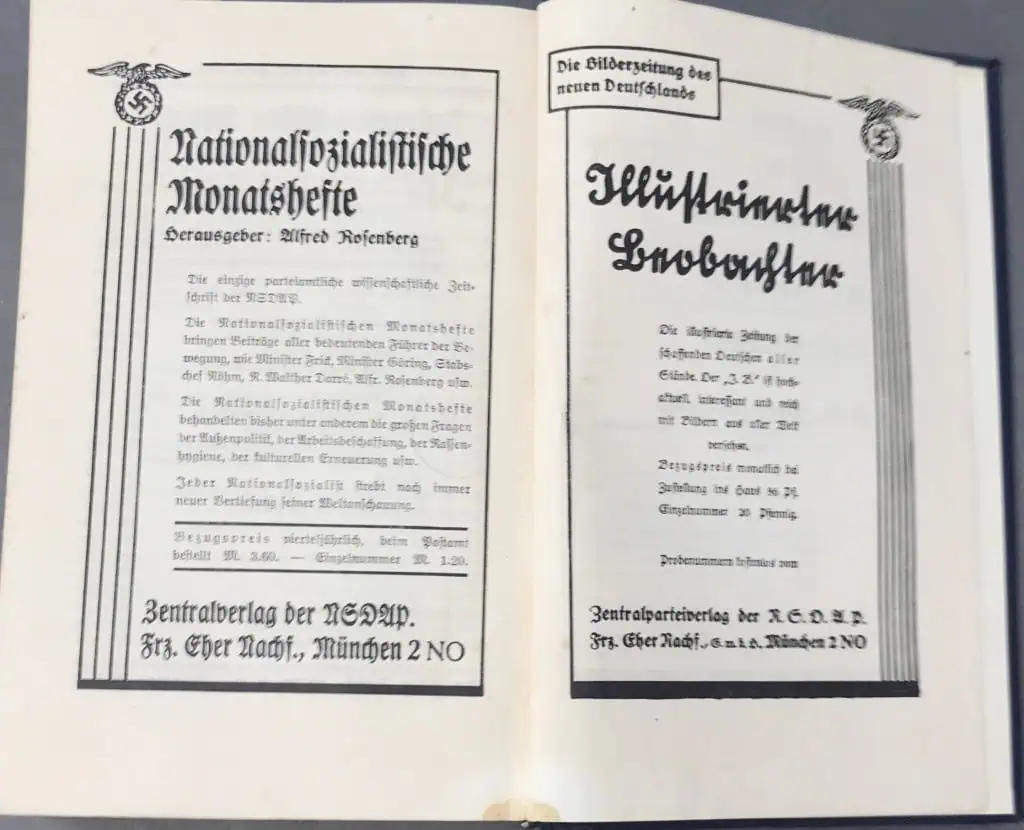 Nationalsozialistische
Monatshefte
Herausgeber: Alfred Rosenberg
Die einzige parteiamtliche wissenschaftliche Zeit-
schrift der NSDAP.
Die Nationalsozialistischen Monatshefte
bringen Beiträge aller bedeutenden Führer der Be-
wegung, wie Minister Frick, Minister Göring, Stabs-
chef Röhm, R. Walther Darré, Alfr. Rosenberg usw.
Die Nationalsozialistischen Monatshefte
behandelten bisher unter anderem die großen Fragen
der Außenpolitik, der Arbeitsbeschaffung, der Rassen-
hygiene, der kulturellen Erneuerung usw.
Jeder Nationalsozialist strebt nach immer
neuer Vertiefung seiner Weltanschauung.
Bezugspreis vierteljährlich, beim Postamt
bestellt M. 3.60. — Einzelnummer M. 1.20.
Zentralverlag der NSDAP.
Frz. Eher Nachf., München 2 NO
Die Bilderzeitung des
neuen Deutschlands
Illustrierter
Beobachter
Die illustrierte Zeitung der
schaffenden Deutschen aller
Stände. Der „J. B.“ ist hoch-
aktuell, interessant und reich
mit Bildern aus aller Welt
versehen.
Bezugspreis monatlich bei
Zustellung ins Haus 86 Pf.
Einzelnummer 20 Pfennig.
Probenummern kostenlos vom
Zentralparteiverlag der N. S. D. A. P.
Frz. Eher Nachf., G. m. b. H. München 2 NO